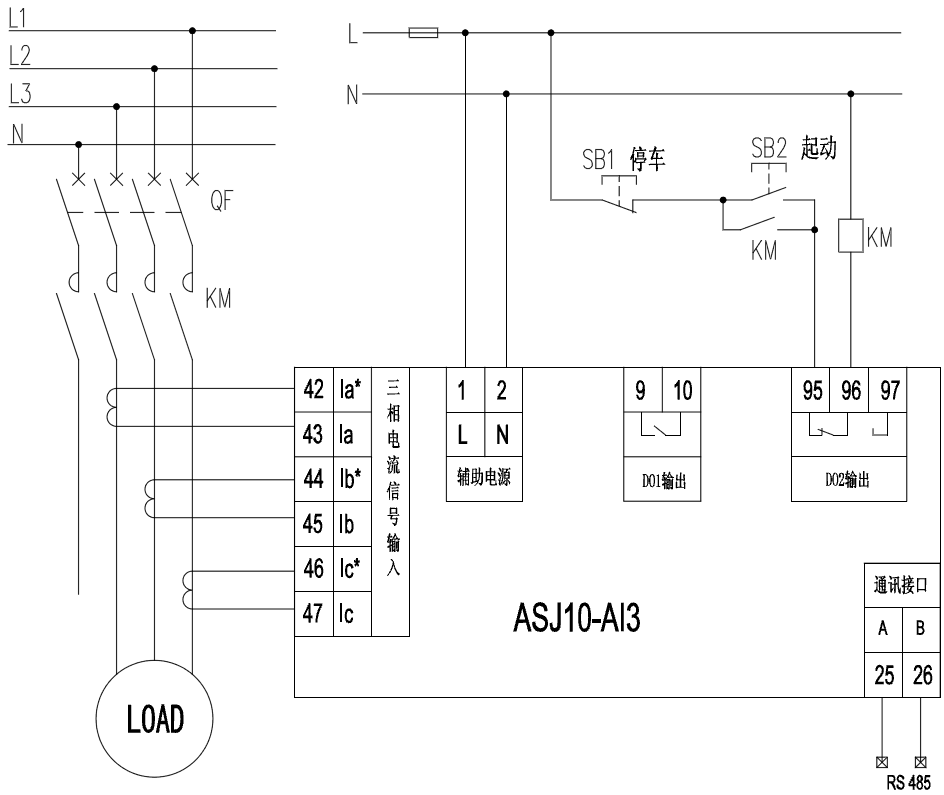 L1
L2
L3
N
QF
KM
L
N
SB1 停车
SB2 起动
KM
KM
42 Ia*
43 Ia
44 Ib*
45 Ib
46 Ic*
47 Ic
三相电流信号输入
1 2
L N
辅助电源
9 10
DO1输出
95 96 97
DO2输出
ASJ10-AI3
通讯接口
A B
25 26
RS 485
LOAD